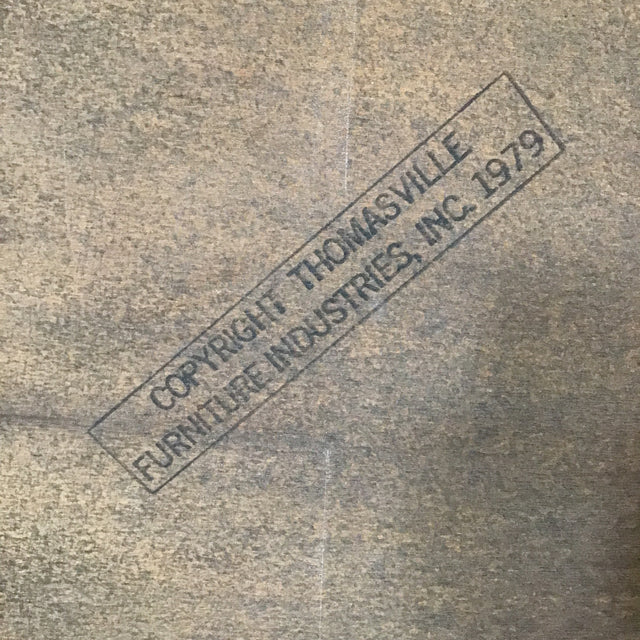 COPYRIGHT THOMASVILLE
FURNITURE INDUSTRIES, INC. 1979